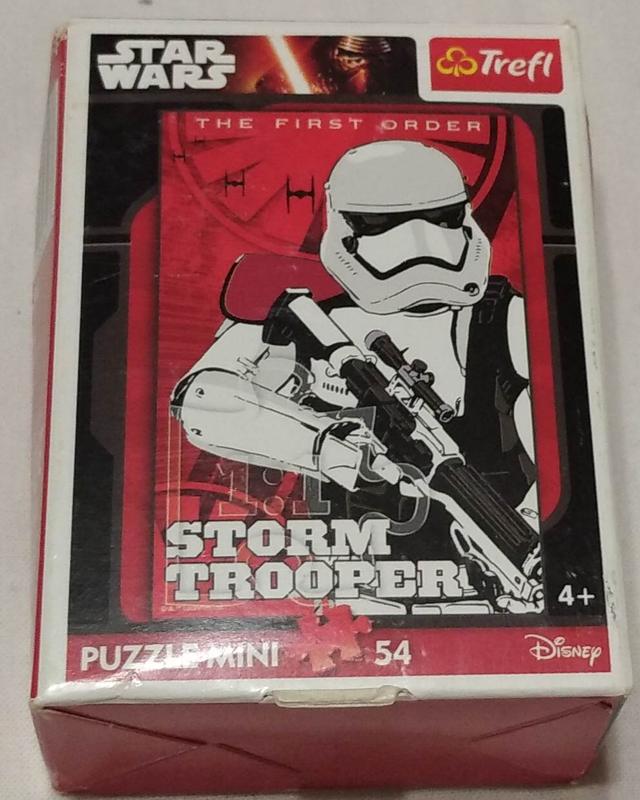 STAR
WARS
Trefl
THE FIRST ORDER
STORM
TROOPER
4+
PUZZLE MINI 54
Disney